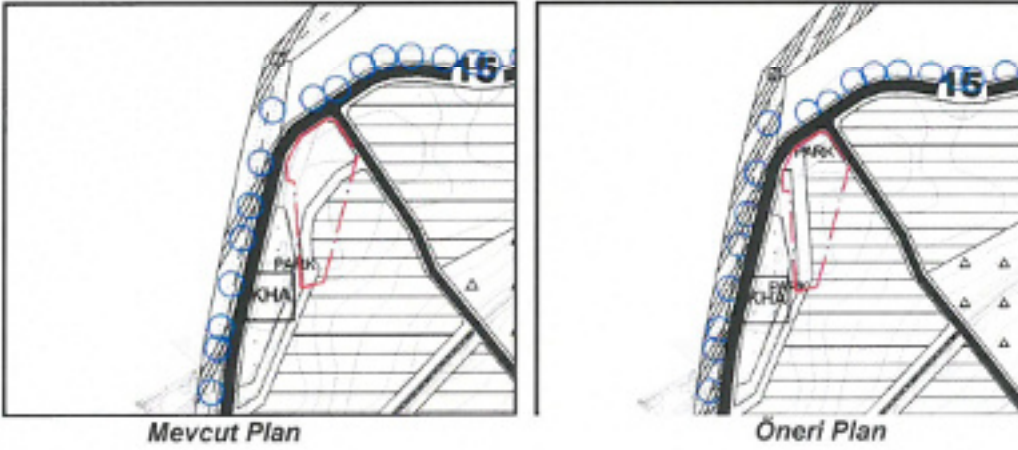 15
PARK
KHA
Mevcut Plan
15
PARK
PARK
KHA
Öneri Plan